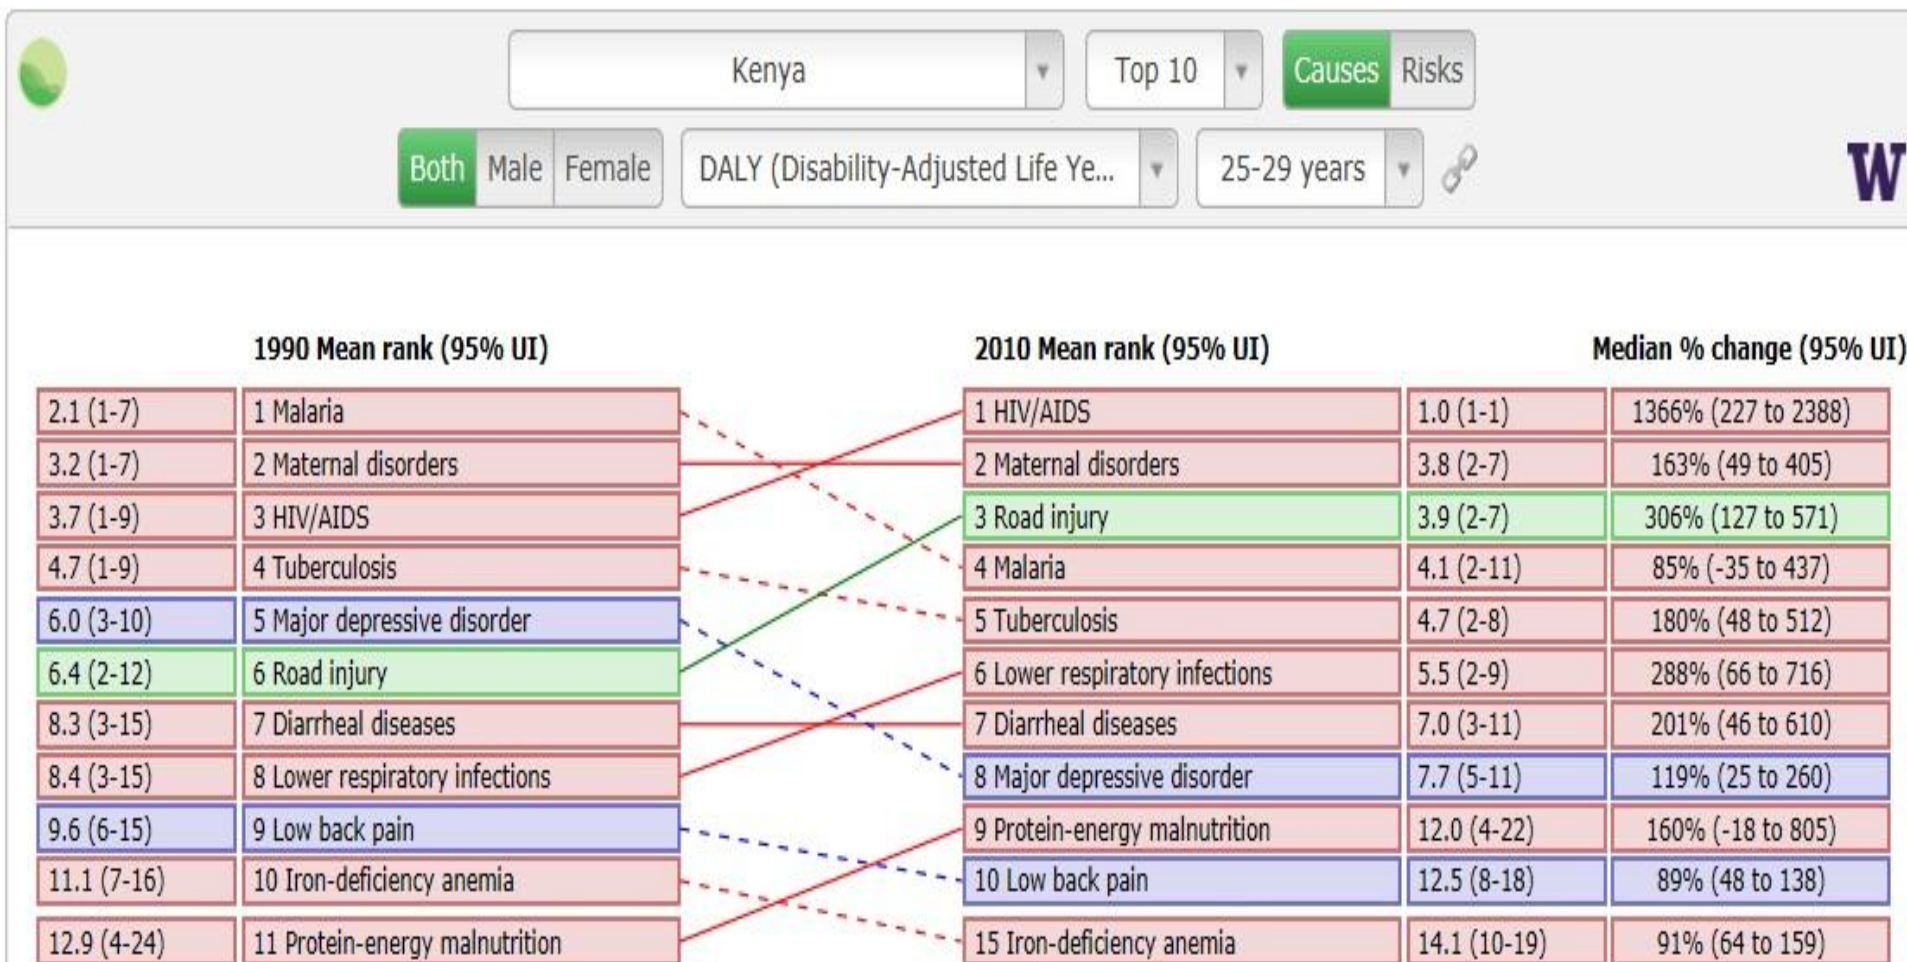 Kenya Top 10 Causes Risks
Both Male Female DALY (Disability-Adjusted Life Ye... 25-29 years
W
1990 Mean rank (95% UI) 2010 Mean rank (95% UI) Median % change (95% UI)
2.1 (1-7) 1 Malaria 1 HIV/AIDS 1.0 (1-1) 1366% (227 to 2388)
3.2 (1-7) 2 Maternal disorders 2 Maternal disorders 3.8 (2-7) 163% (49 to 405)
3.7 (1-9) 3 HIV/AIDS 3 Road injury 3.9 (2-7) 306% (127 to 571)
4.7 (1-9) 4 Tuberculosis 4 Malaria 4.1 (2-11) 85% (-35 to 437)
6.0 (3-10) 5 Major depressive disorder 5 Tuberculosis 4.7 (2-8) 180% (48 to 512)
6.4 (2-12) 6 Road injury 6 Lower respiratory infections 5.5 (2-9) 288% (66 to 716)
8.3 (3-15) 7 Diarrheal diseases 7 Diarrheal diseases 7.0 (3-11) 201% (46 to 610)
8.4 (3-15) 8 Lower respiratory infections 8 Major depressive disorder 7.7 (5-11) 119% (25 to 260)
9.6 (6-15) 9 Low back pain 9 Protein-energy malnutrition 12.0 (4-22) 160% (-18 to 805)
11.1 (7-16) 10 Iron-deficiency anemia 10 Low back pain 12.5 (8-18) 89% (48 to 138)
12.9 (4-24) 11 Protein-energy malnutrition 15 Iron-deficiency anemia 14.1 (10-19) 91% (64 to 159)